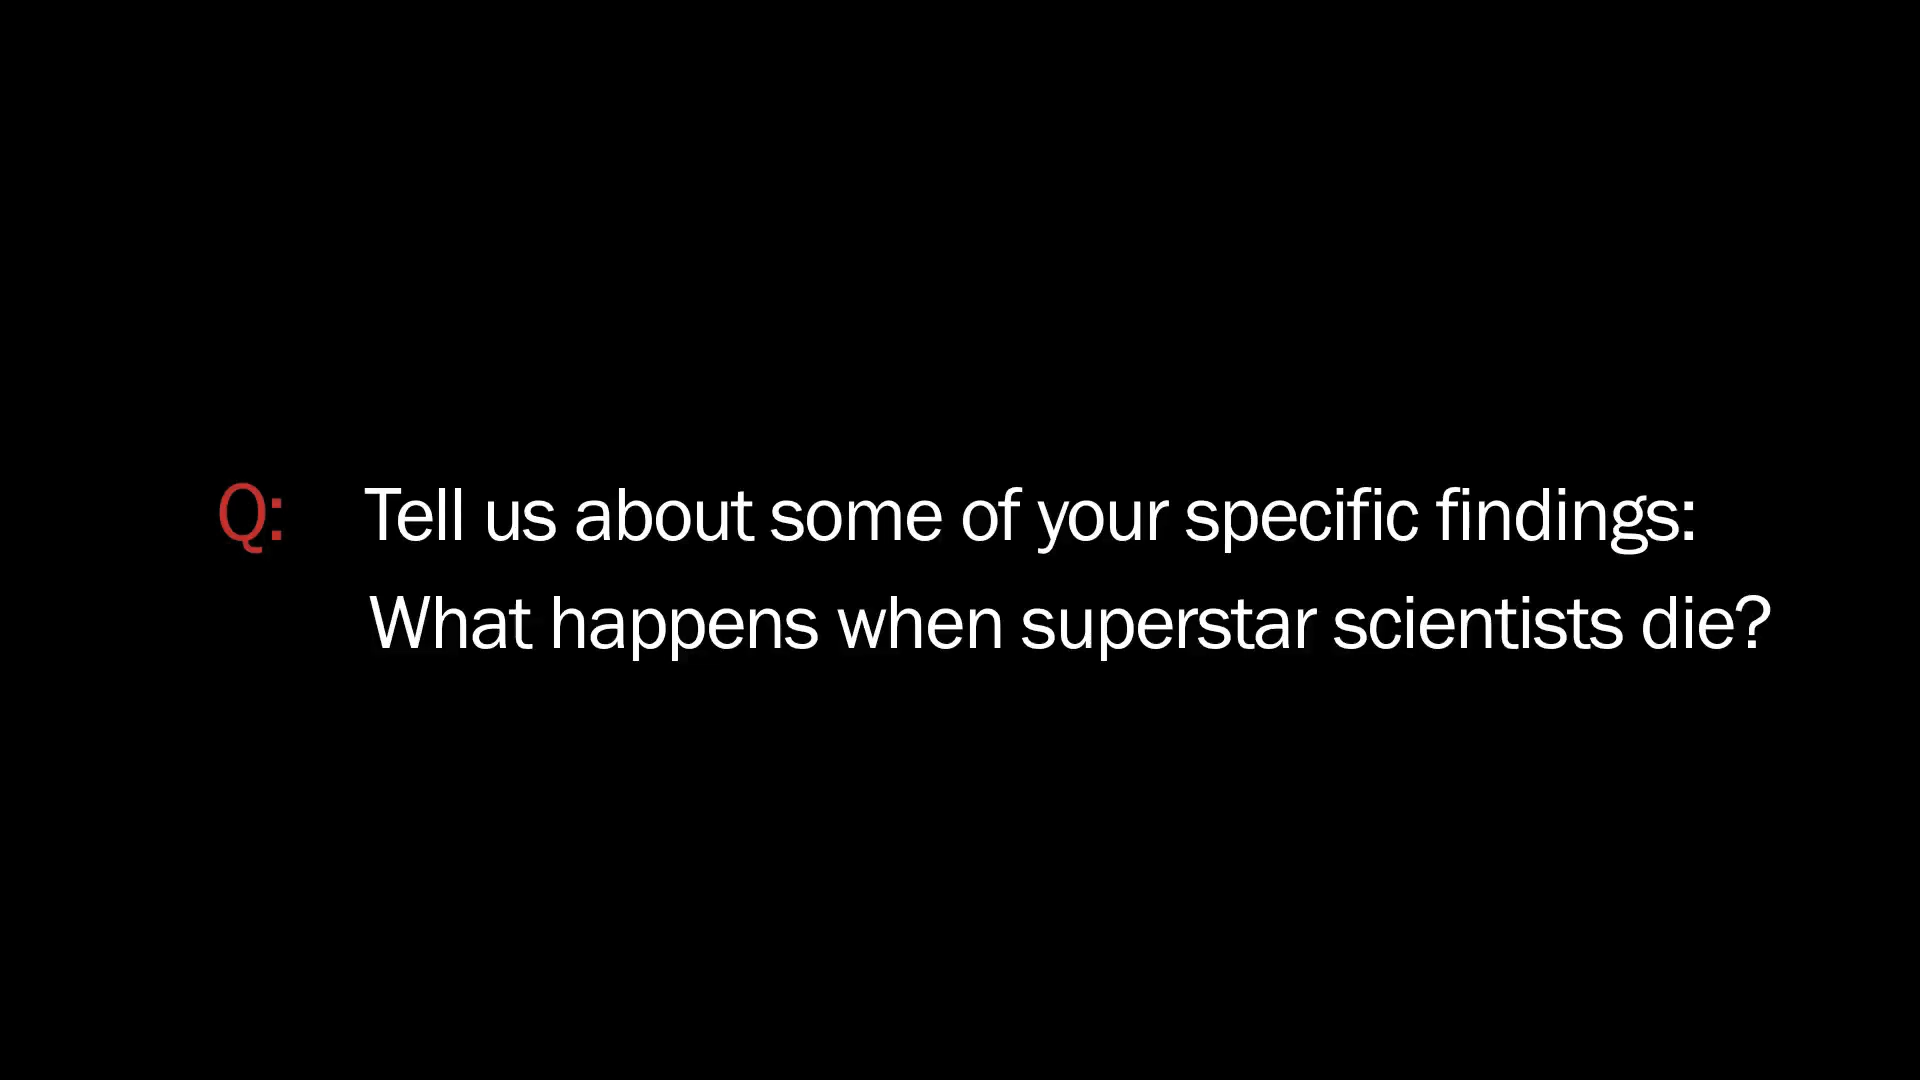 Q: Tell us about some of your specific findings:
What happens when superstar scientists die?